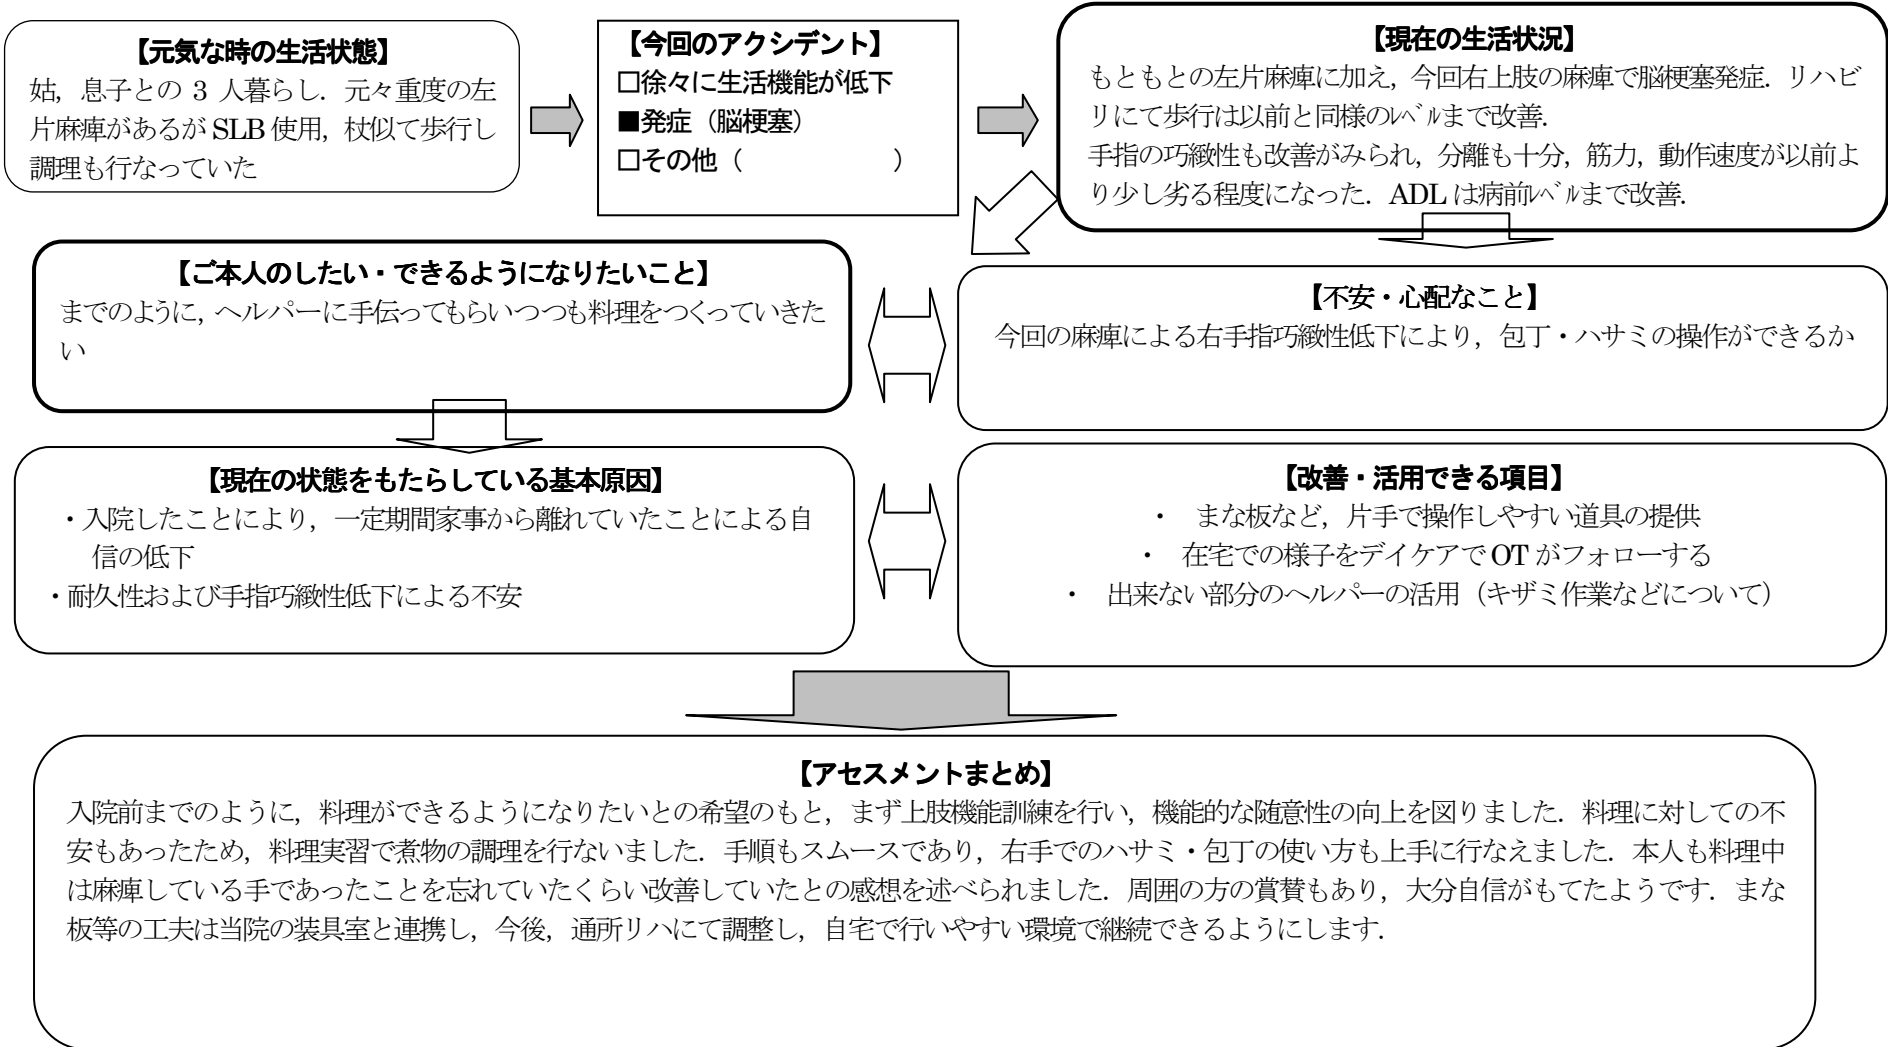 【元気な時の生活状態】
姑，息子との 3 人暮らし．元々重度の左
片麻痺があるが SLB 使用，杖似て歩行し
調理も行なっていた
【今回のアクシデント】
□徐々に生活機能が低下
■発症（脳梗塞）
□その他（　　　　　　）
【現在の生活状況】
もともとの左片麻痺に加え，今回右上肢の麻痺で脳梗塞発症．リハビ
リにて歩行は以前と同様のﾚﾍﾞﾙまで改善．
手指の巧緻性も改善がみられ，分離も十分，筋力，動作速度が以前よ
り少し劣る程度になった．ADL は病前ﾚﾍﾞﾙまで改善．
【ご本人のしたい・できるようになりたいこと】
までのように，ヘルパーに手伝ってもらいつつも料理をつくっていきた
い
【不安・心配なこと】
今回の麻痺による右手指巧緻性低下により，包丁・ハサミの操作ができるか
【現在の状態をもたらしている基本原因】
・入院したことにより，一定期間家事から離れていたことによる自
信の低下
・耐久性および手指巧緻性低下による不安
【改善・活用できる項目】
・ まな板など，片手で操作しやすい道具の提供
・ 在宅での様子をデイケアで OT がフォローする
・ 出来ない部分のヘルパーの活用（キザミ作業などについて）
【アセスメントまとめ】
入院前までのように，料理ができるようになりたいとの希望のもと，まず上肢機能訓練を行い，機能的な随意性の向上を図りました．料理に対しての不
安もあったため，料理実習で煮物の調理を行ないました．手順もスムースであり，右手でのハサミ・包丁の使い方も上手に行なえました．本人も料理中
は麻痺している手であったことを忘れていたくらい改善していたとの感想を述べられました．周囲の方の賞賛もあり，大分自信がもてたようです．まな
板等の工夫は当院の装具室と連携し，今後，通所リハにて調整し，自宅で行いやすい環境で継続できるようにします．